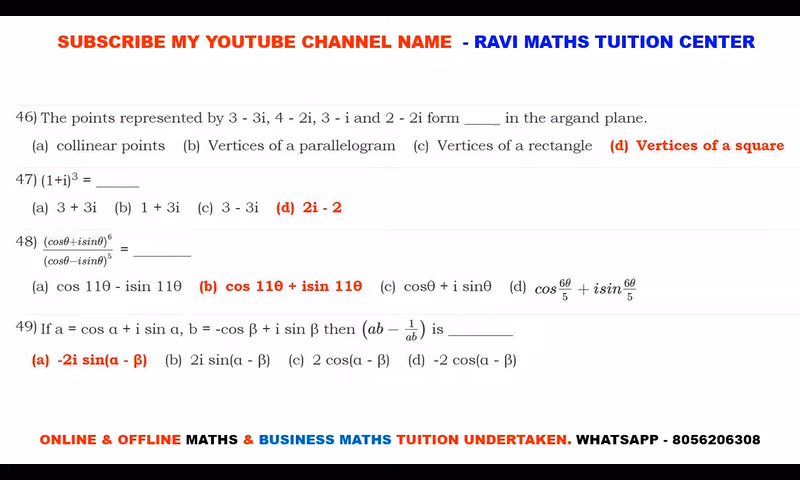 SUBSCRIBE MY YOUTUBE CHANNEL NAME - RAVI MATHS TUITION CENTER
46) The points represented by 3 - 3i, 4 - 2i, 3 - i and 2 - 2i form ____ in the argand plane.
(a) collinear points (b) Vertices of a parallelogram (c) Vertices of a rectangle (d) Vertices of a square
47) (1+i)³ = _____
(a) 3 + 3i (b) 1 + 3i (c) 3 - 3i (d) 2i - 2
48) (cosθ+isinθ)⁶/(cosθ−isinθ)⁵ = _______
(a) cos 11θ - isin 11θ (b) cos 11θ + isin 11θ (c) cosθ + i sinθ (d) cos 6θ/5 + isin 6θ/5
49) If a = cos α + i sin α, b = -cos β + i sin β then (ab − 1/ab) is ________
(a) -2i sin(α - β) (b) 2i sin(α - β) (c) 2 cos(α - β) (d) -2 cos(α - β)
ONLINE & OFFLINE MATHS & BUSINESS MATHS TUITION UNDERTAKEN. WHATSAPP - 8056206308